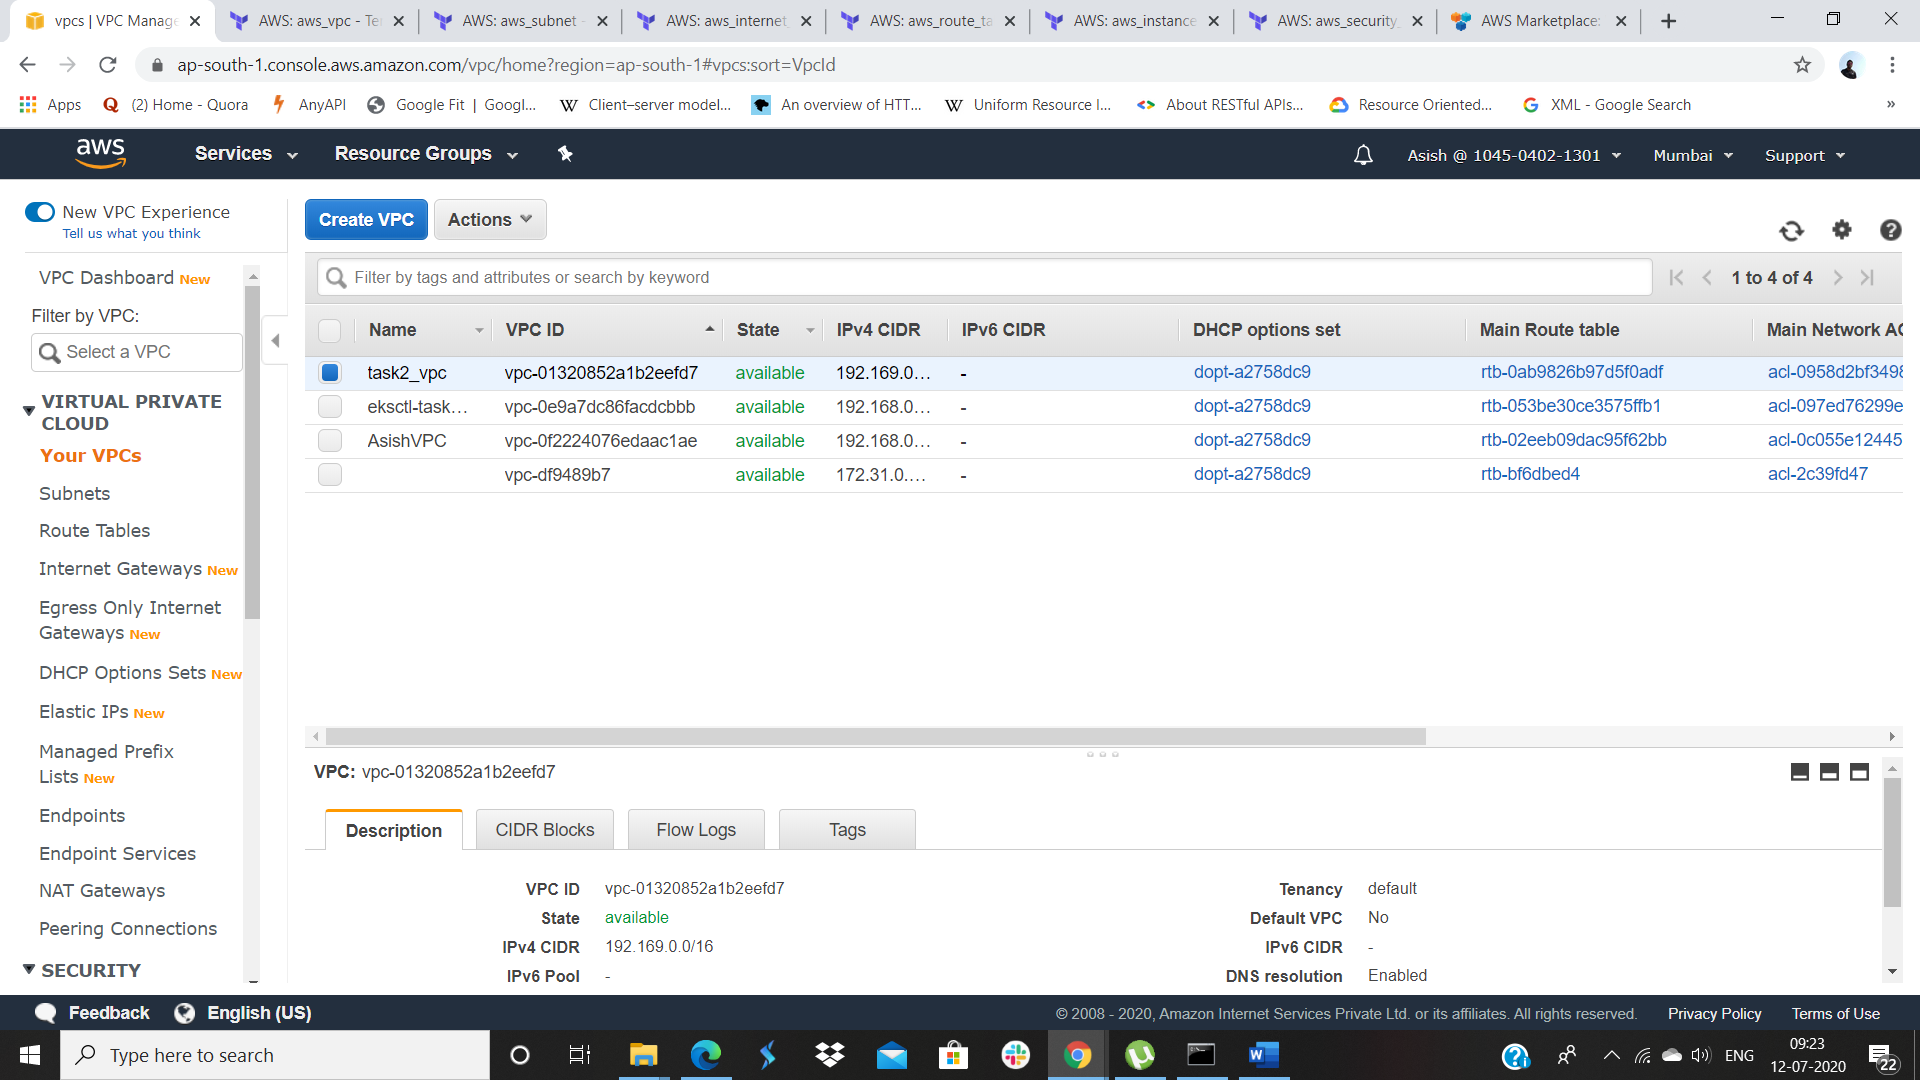 vpcs | VPC Manage
AWS: aws_vpc - Te
AWS: aws_subnet -
AWS: aws_internet
AWS: aws_route_ta
AWS: aws_instance
AWS: aws_security
AWS Marketplace:
ap-south-1.console.aws.amazon.com/vpc/home?region=ap-south-1#vpcs:sort=VpcId
Apps
(2) Home - Quora
AnyAPI
Google Fit | Googl...
Client–server model...
An overview of HTT...
Uniform Resource I...
About RESTful APIs...
Resource Oriented...
XML - Google Search
»
aws
Services
Resource Groups
Asish @ 1045-0402-1301
Mumbai
Support
New VPC Experience
Tell us what you think
VPC Dashboard New
Filter by VPC:
Select a VPC
VIRTUAL PRIVATE
CLOUD
Your VPCs
Subnets
Route Tables
Internet Gateways New
Egress Only Internet
Gateways New
DHCP Options Sets New
Elastic IPs New
Managed Prefix
Lists New
Endpoints
Endpoint Services
NAT Gateways
Peering Connections
SECURITY
Create VPC
Actions
Filter by tags and attributes or search by keyword
1 to 4 of 4
Name VPC ID State IPv4 CIDR IPv6 CIDR DHCP options set Main Route table Main Network AC
task2_vpc vpc-01320852a1b2eefd7 available 192.169.0... - dopt-a2758dc9 rtb-0ab9826b97d5f0adf acl-0958d2bf3498
eksctl-task... vpc-0e9a7dc86facdcbbb available 192.168.0... - dopt-a2758dc9 rtb-053be30ce3575ffb1 acl-097ed76299e
AsishVPC vpc-0f2224076edaac1ae available 192.168.0... - dopt-a2758dc9 rtb-02eeb09dac95f62bb acl-0c055e12445
vpc-df9489b7 available 172.31.0.... - dopt-a2758dc9 rtb-bf6dbed4 acl-2c39fd47
VPC: vpc-01320852a1b2eefd7
Description
CIDR Blocks
Flow Logs
Tags
VPC ID vpc-01320852a1b2eefd7
State available
IPv4 CIDR 192.169.0.0/16
IPv6 Pool -
Tenancy default
Default VPC No
IPv6 CIDR -
DNS resolution Enabled
Feedback
English (US)
© 2008 - 2020, Amazon Internet Services Private Ltd. or its affiliates. All rights reserved.
Privacy Policy
Terms of Use
Type here to search
ENG
09:23
12-07-2020
22